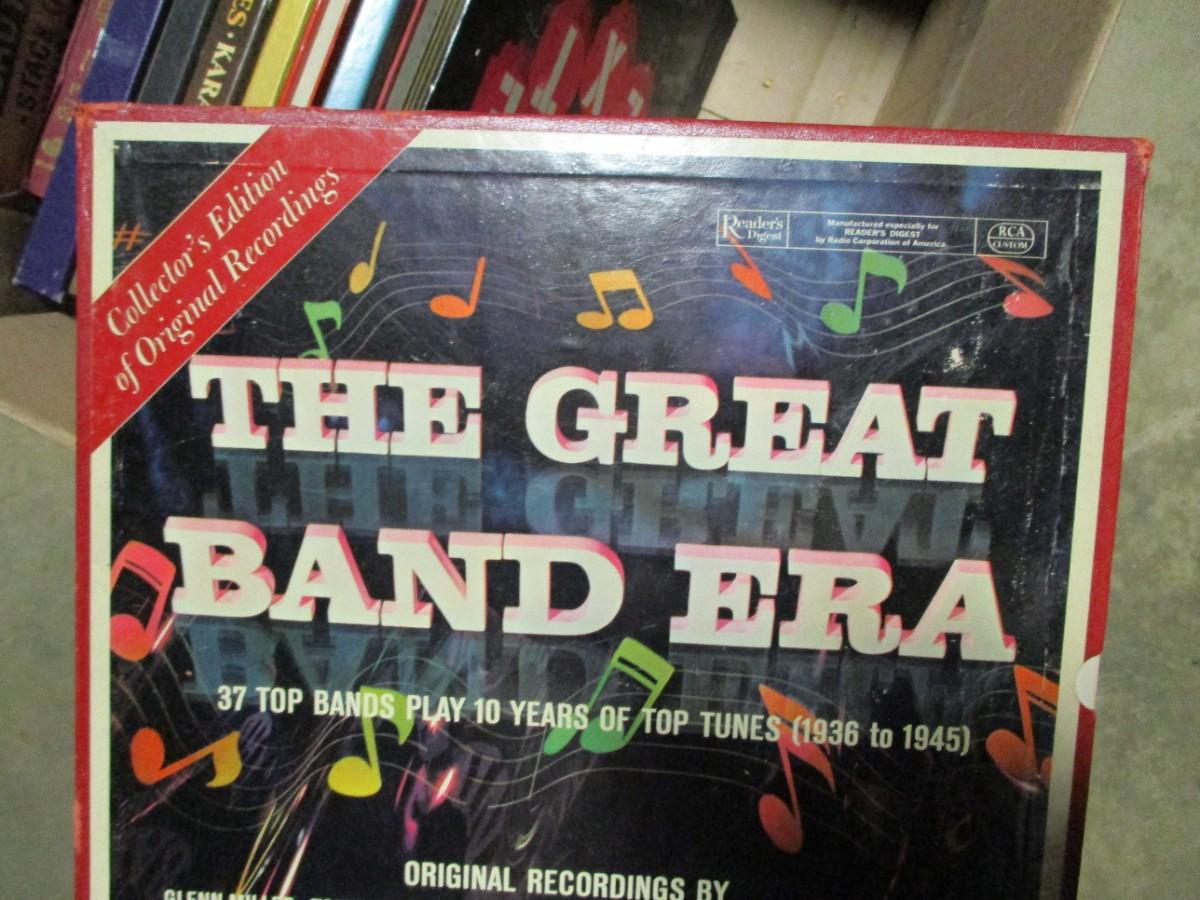 Collector's Edition
of Original Recordings
Reader's
Digest
Manufactured especially for
READER'S DIGEST
by Radio Corporation of America.
RCA
CUSTOM
THE GREAT
BAND ERA
37 TOP BANDS PLAY 10 YEARS OF TOP TUNES (1936 to 1945)
ORIGINAL RECORDINGS BY
GLENN MILLER